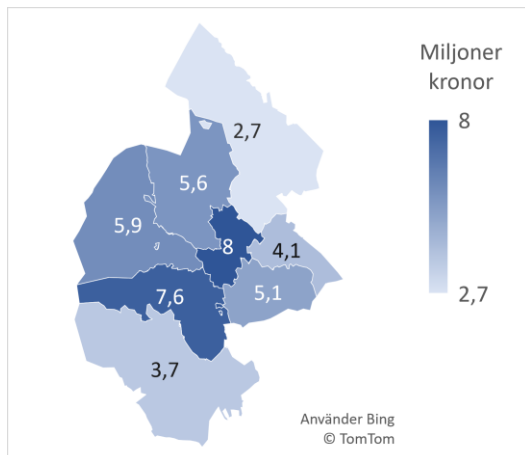 Miljoner
kronor
8
2,7
2,7
5,6
5,9
8
4,1
7,6
5,1
3,7
Använder Bing
© TomTom